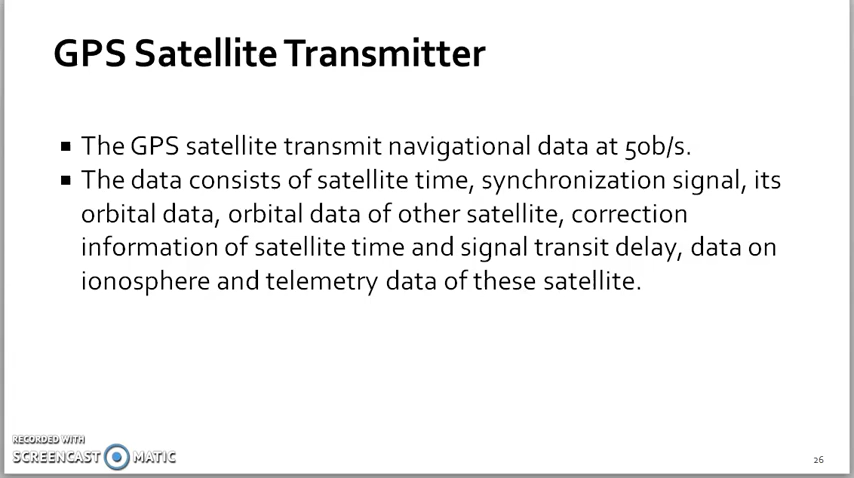 GPS Satellite Transmitter
▪ The GPS satellite transmit navigational data at 50b/s.
▪ The data consists of satellite time, synchronization signal, its
orbital data, orbital data of other satellite, correction
information of satellite time and signal transit delay, data on
ionosphere and telemetry data of these satellite.
RECORDED WITH
SCREENCAST MATIC
26